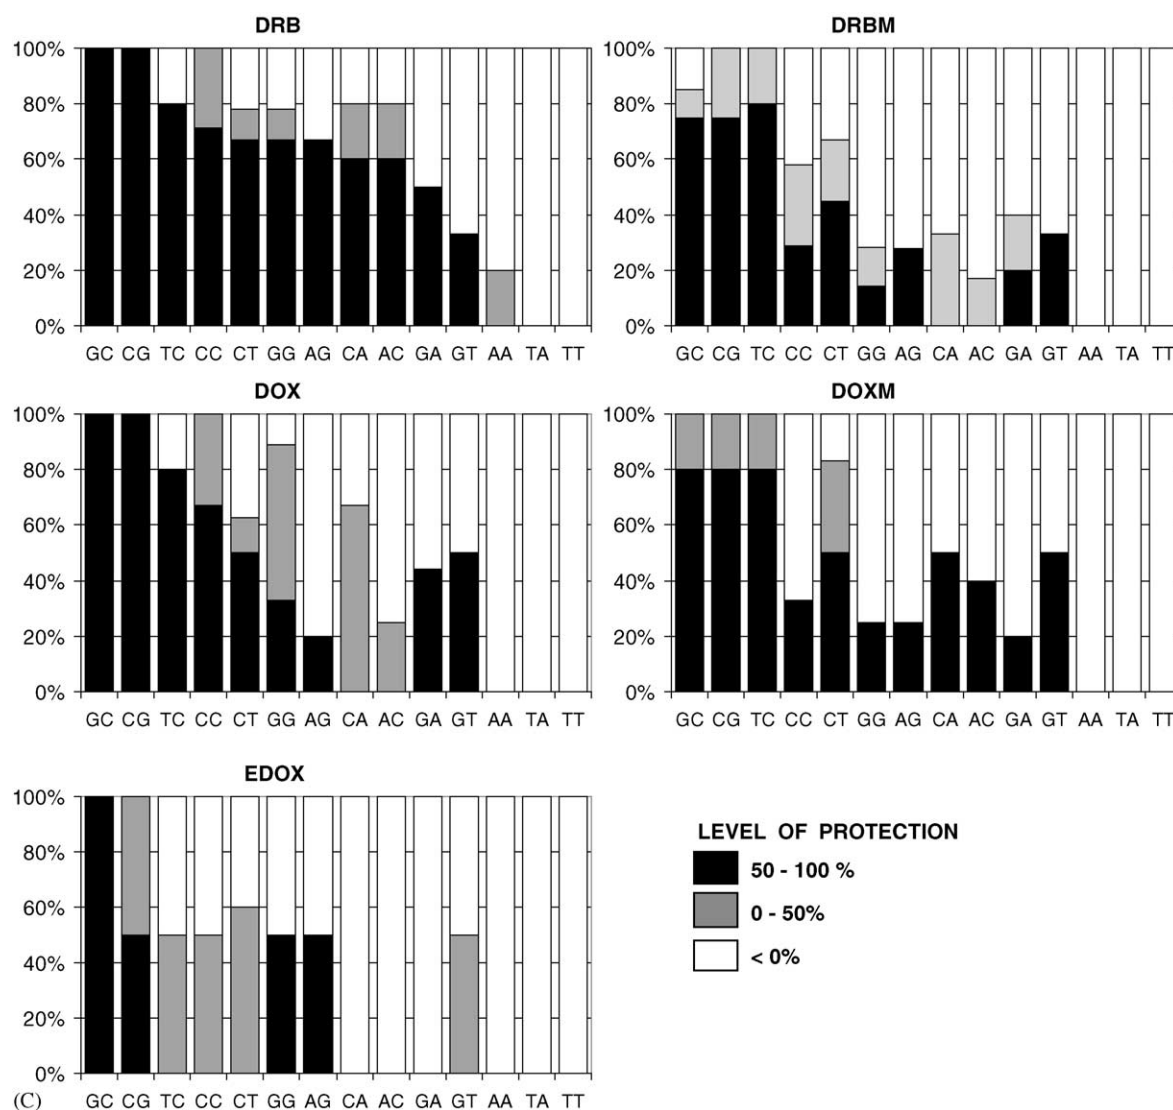 DRB
100%
80%
60%
40%
20%
0%
GC CG TC CC CT GG AG CA AC GA GT AA TA TT
DRBM
100%
80%
60%
40%
20%
0%
GC CG TC CC CT GG AG CA AC GA GT AA TA TT
DOX
100%
80%
60%
40%
20%
0%
GC CG TC CC CT GG AG CA AC GA GT AA TA TT
DOXM
100%
80%
60%
40%
20%
0%
GC CG TC CC CT GG AG CA AC GA GT AA TA TT
EDOX
100%
80%
60%
40%
20%
0%
GC CG TC CC CT GG AG CA AC GA GT AA TA TT
LEVEL OF PROTECTION
50 - 100 %
0 - 50%
< 0%
(C)